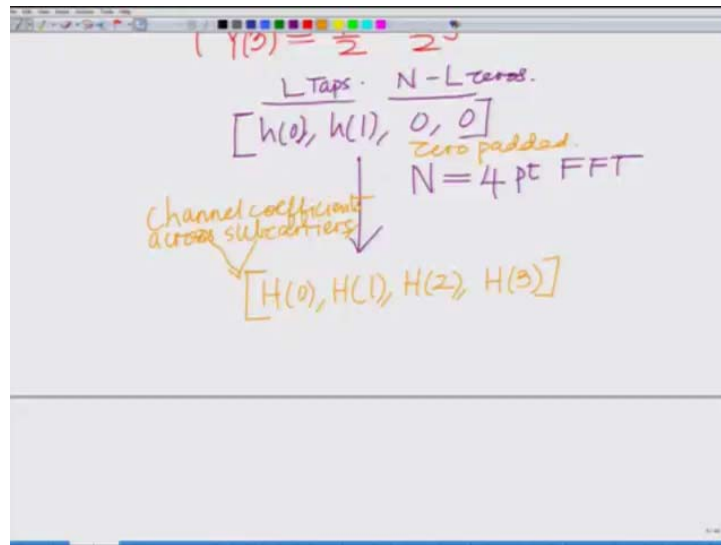 Y(3) = 1/2 2 J
L Taps. N-L zeros.
[h(0), h(1), 0, 0]
zero padded.
N = 4 pt FFT
Channel coefficients
across subcarriers
[H(0), H(1), H(2), H(3)]